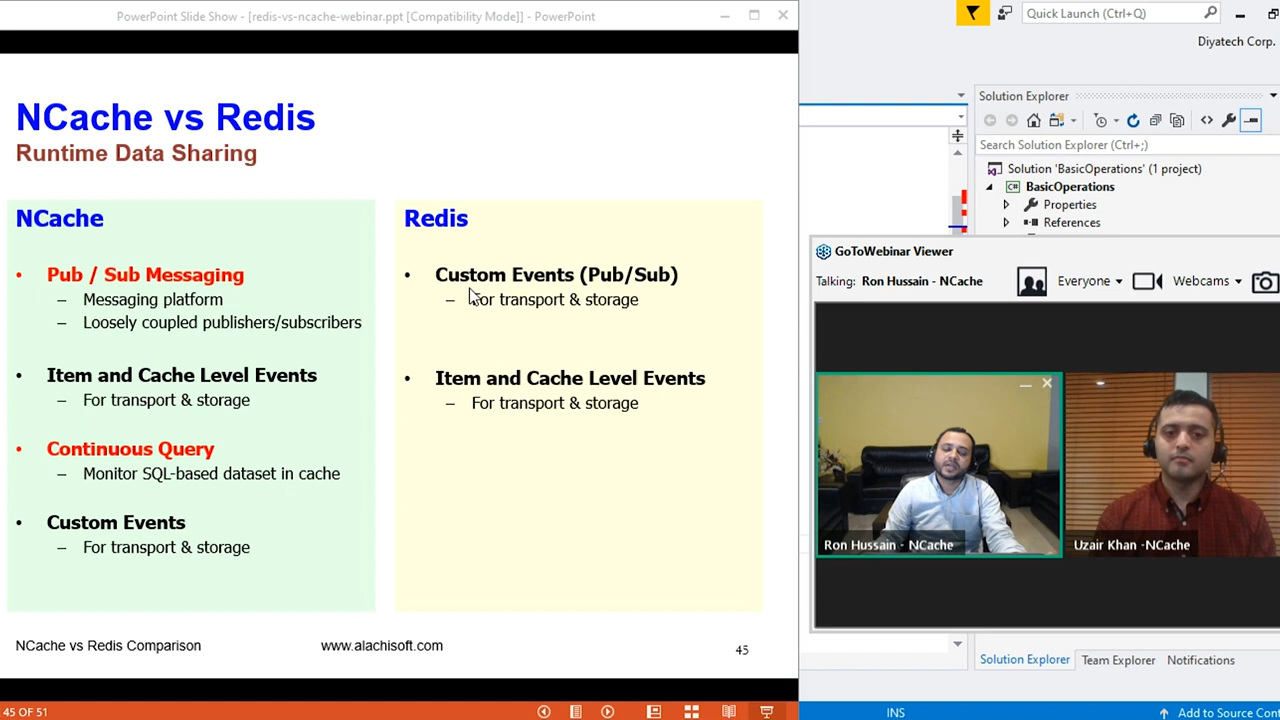 PowerPoint Slide Show - [redis-vs-ncache-webinar.ppt [Compatibility Mode]] - PowerPoint
NCache vs Redis
Runtime Data Sharing
NCache
• Pub / Sub Messaging
– Messaging platform
– Loosely coupled publishers/subscribers
• Item and Cache Level Events
– For transport & storage
• Continuous Query
– Monitor SQL-based dataset in cache
• Custom Events
– For transport & storage
Redis
• Custom Events (Pub/Sub)
– For transport & storage
• Item and Cache Level Events
– For transport & storage
NCache vs Redis Comparison
www.alachisoft.com
45
45 OF 51
Quick Launch (Ctrl+Q)
Diyatech Corp.
Solution Explorer
Search Solution Explorer (Ctrl+;)
Solution 'BasicOperations' (1 project)
C# BasicOperations
Properties
References
GoToWebinar Viewer
Talking: Ron Hussain - NCache
Everyone
Webcams
Ron Hussain - NCache
Uzair Khan -NCache
Solution Explorer
Team Explorer
Notifications
INS
Add to Source Cont